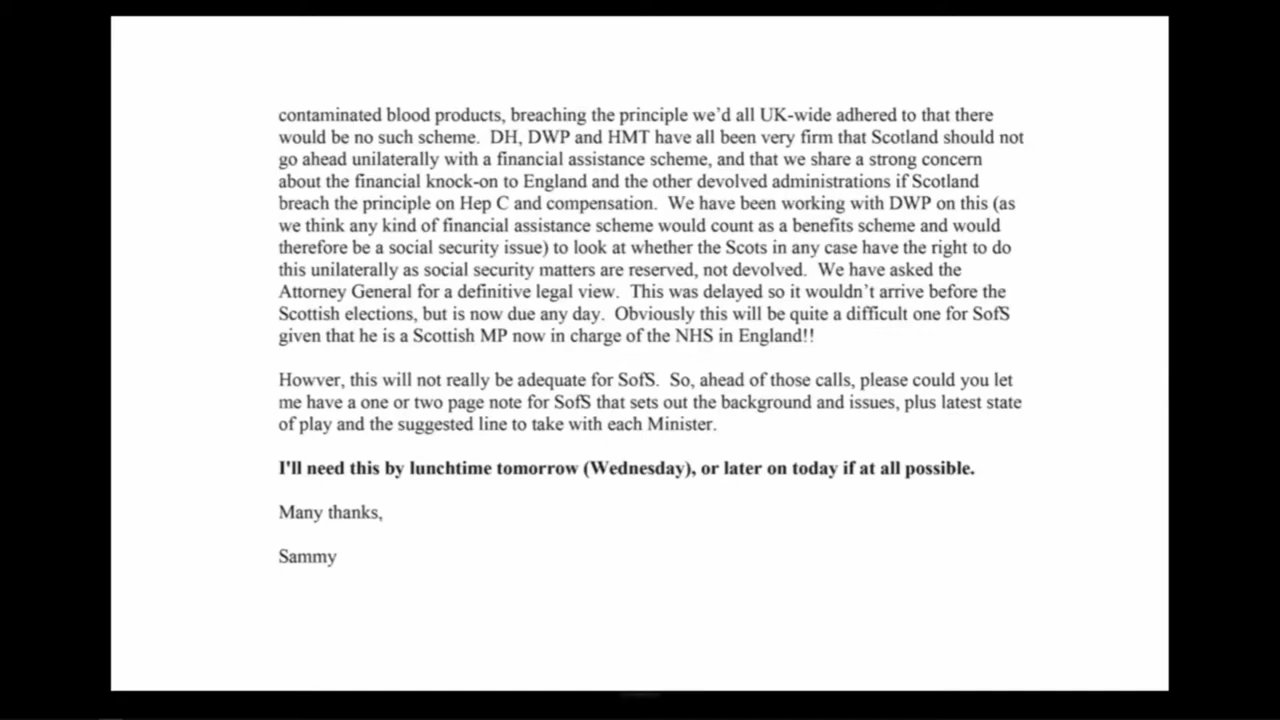 contaminated blood products, breaching the principle we'd all UK-wide adhered to that there
would be no such scheme.  DH, DWP and HMT have all been very firm that Scotland should not
go ahead unilaterally with a financial assistance scheme, and that we share a strong concern
about the financial knock-on to England and the other devolved administrations if Scotland
breach the principle on Hep C and compensation.  We have been working with DWP on this (as
we think any kind of financial assistance scheme would count as a benefits scheme and would
therefore be a social security issue) to look at whether the Scots in any case have the right to do
this unilaterally as social security matters are reserved, not devolved.  We have asked the
Attorney General for a definitive legal view.  This was delayed so it wouldn't arrive before the
Scottish elections, but is now due any day.  Obviously this will be quite a difficult one for SofS
given that he is a Scottish MP now in charge of the NHS in England!!
Howver, this will not really be adequate for SofS.  So, ahead of those calls, please could you let
me have a one or two page note for SofS that sets out the background and issues, plus latest state
of play and the suggested line to take with each Minister.
I'll need this by lunchtime tomorrow (Wednesday), or later on today if at all possible.
Many thanks,
Sammy